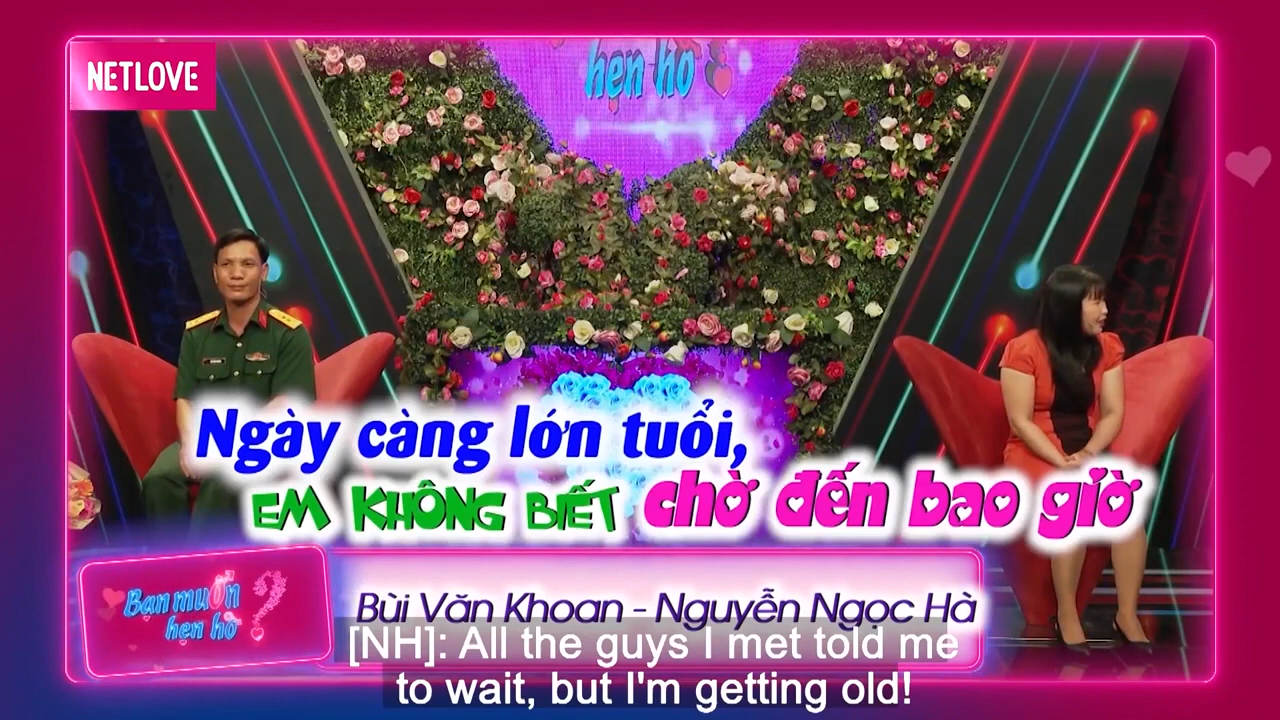 NETLOVE
hẹn hò
Ngày càng lớn tuổi,
EM KHÔNG BIẾT chờ đến bao giờ
Bạn muốn
hẹn hò ?
Bùi Văn Khoan - Nguyễn Ngọc Hà
[NH]: All the guys I met told me
to wait, but I'm getting old!